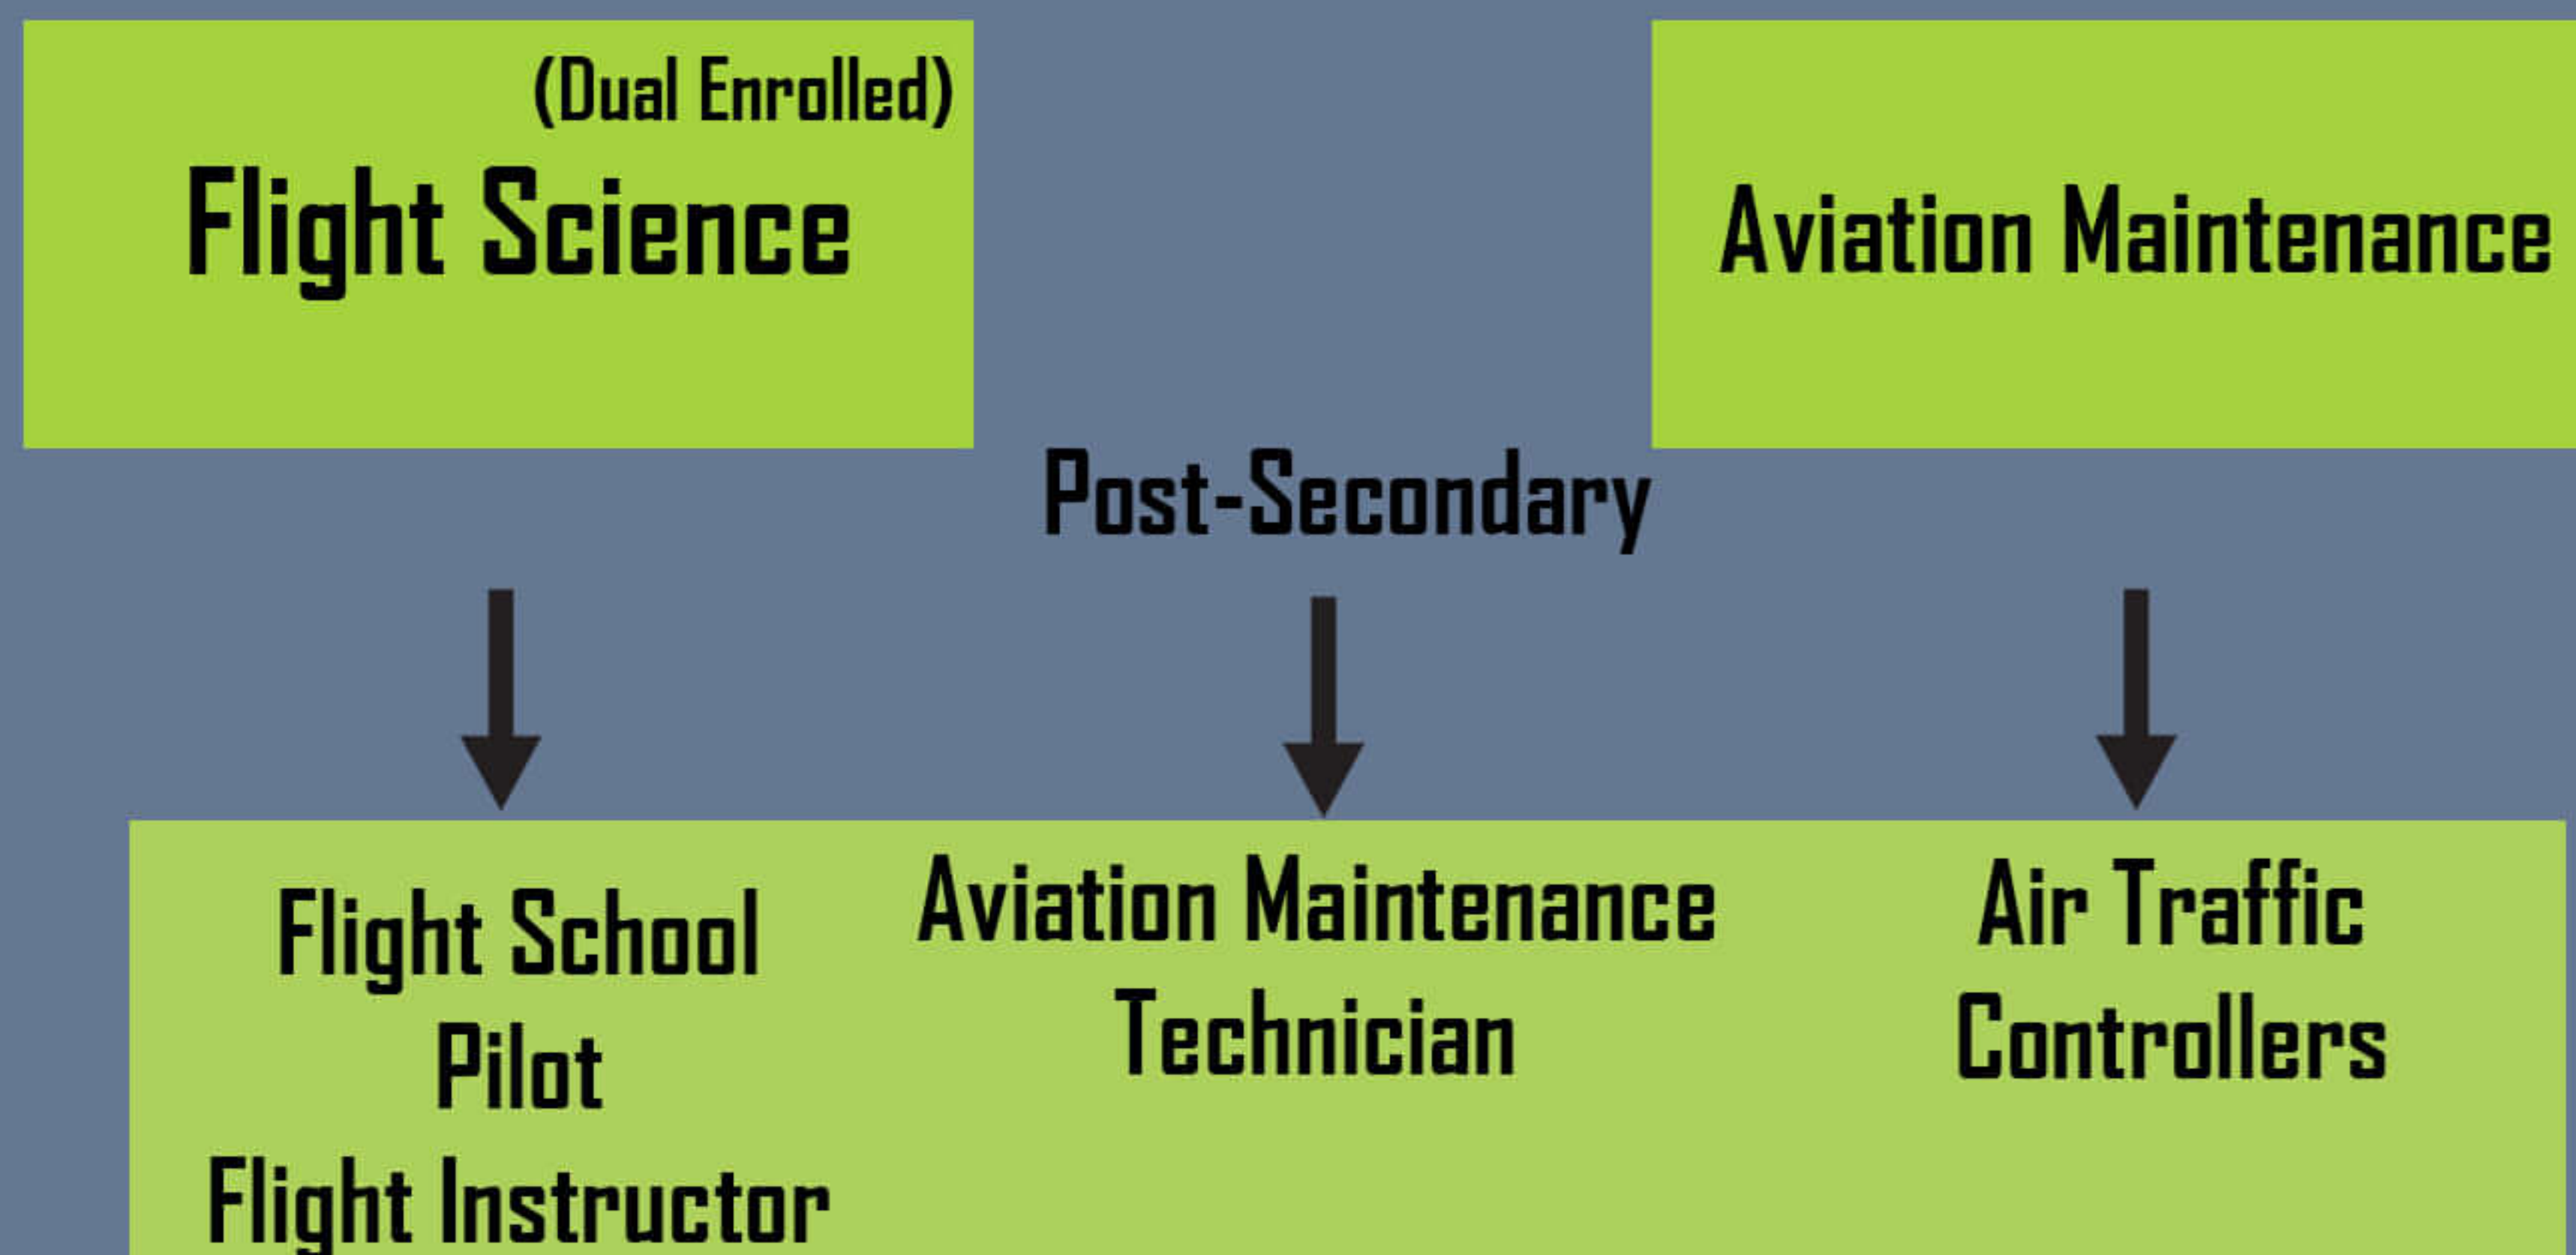 (Dual Enrolled)
Flight Science
Aviation Maintenance
Post-Secondary
Flight School
Pilot
Flight Instructor
Aviation Maintenance
Technician
Air Traffic
Controllers